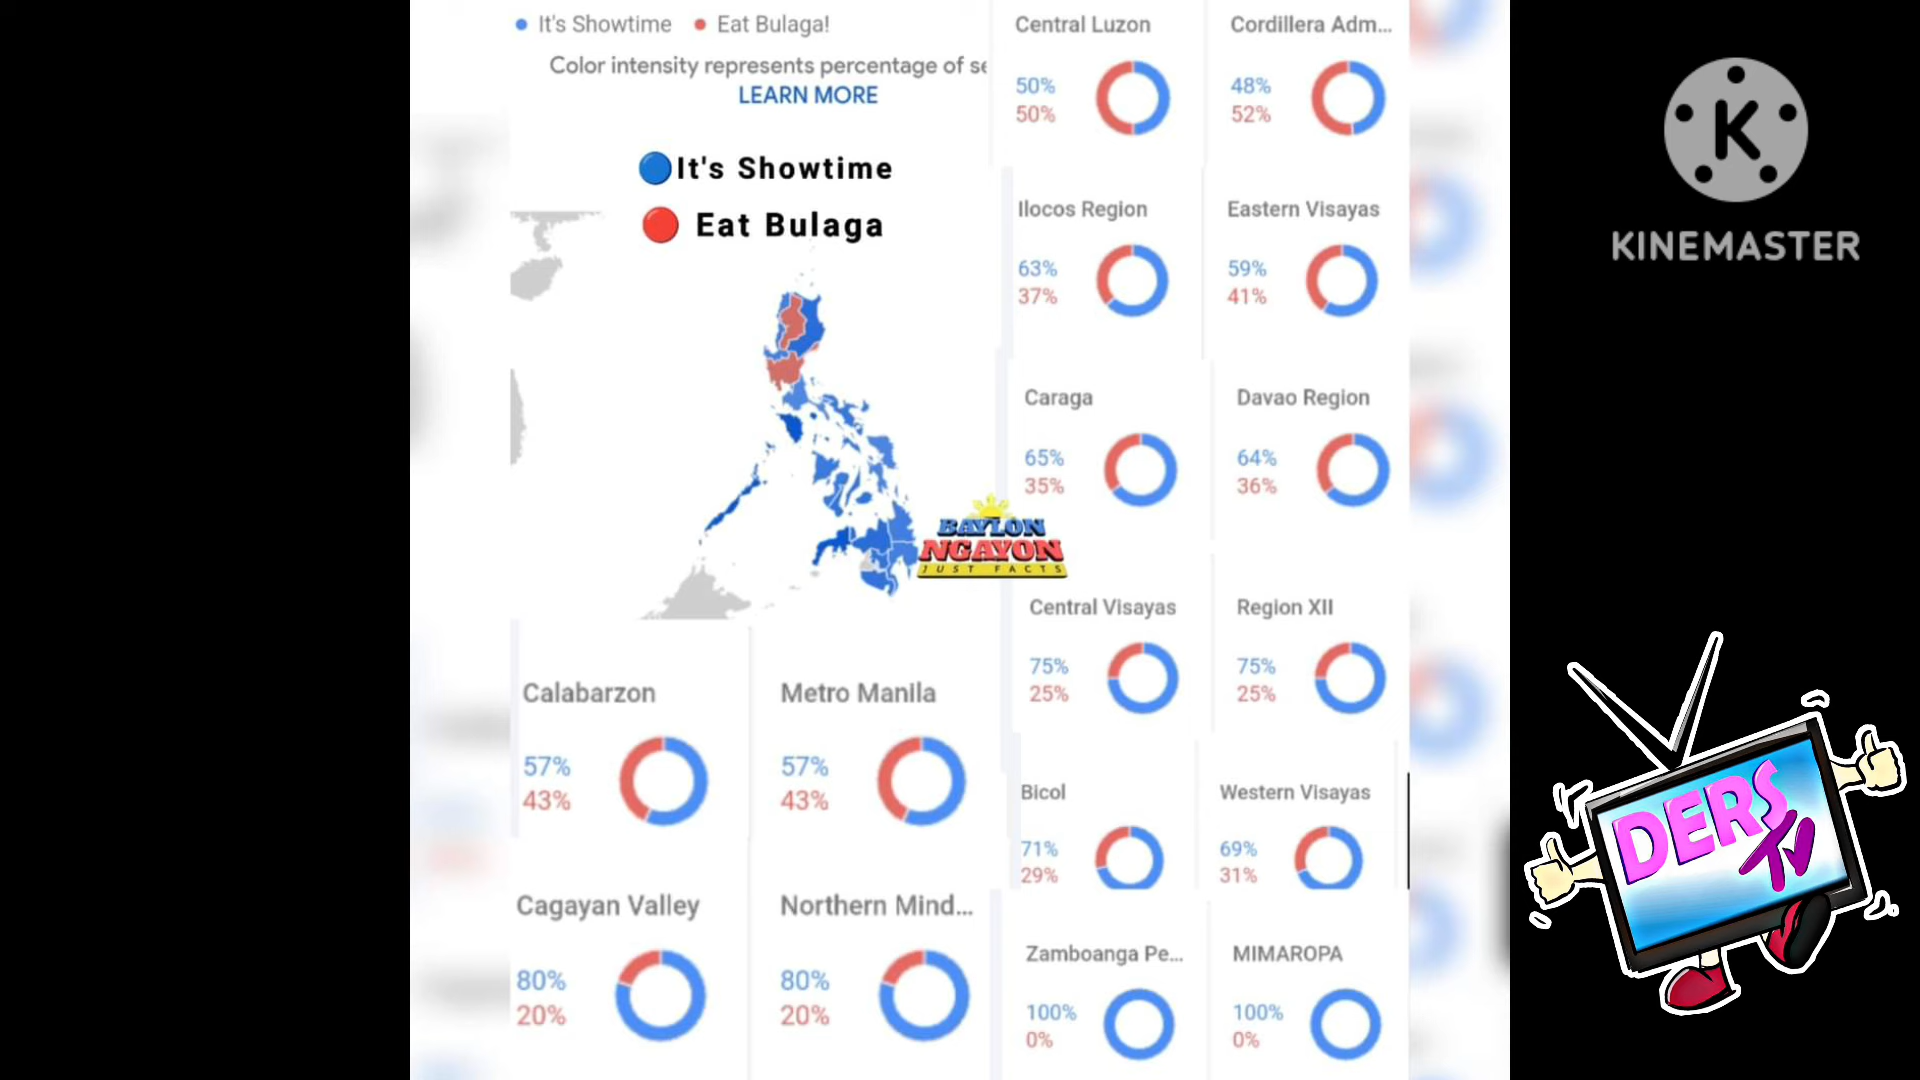 It's Showtime Eat Bulaga!
Color intensity represents percentage of se
LEARN MORE
It's Showtime
Eat Bulaga
Central Luzon
50%
50%
Cordillera Adm...
48%
52%
Ilocos Region
63%
37%
Eastern Visayas
59%
41%
Caraga
65%
35%
Davao Region
64%
36%
BAYLON
NGAYON
JUST FACTS
Central Visayas
75%
25%
Region XII
75%
25%
Calabarzon
57%
43%
Metro Manila
57%
43%
Bicol
71%
29%
Western Visayas
69%
31%
Cagayan Valley
80%
20%
Northern Mind...
80%
20%
Zamboanga Pe...
100%
0%
MIMAROPA
100%
0%
K
KINEMASTER
DERS
TV